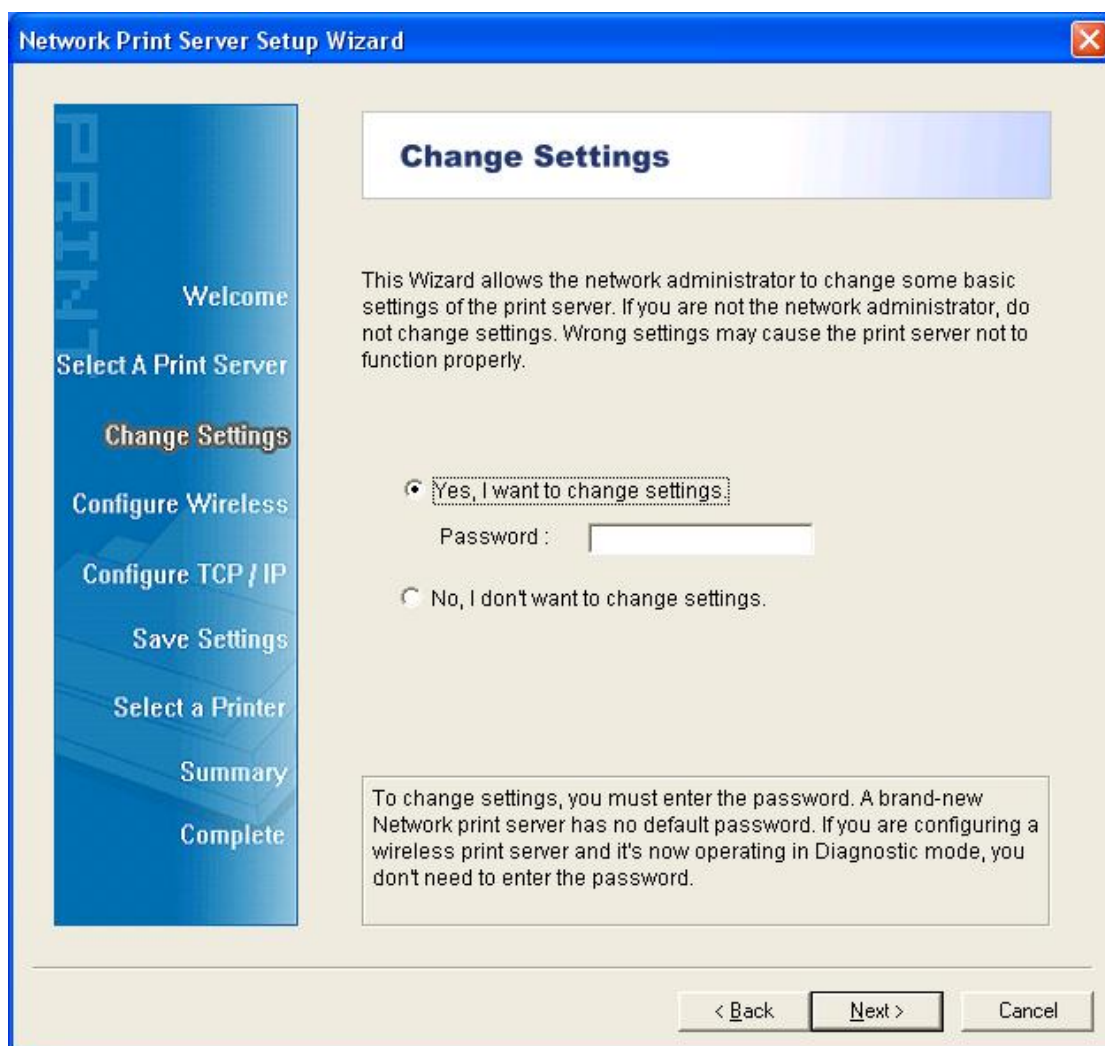 Network Print Server Setup Wizard
PRINT
Welcome
Select A Print Server
Change Settings
Configure Wireless
Configure TCP / IP
Save Settings
Select a Printer
Summary
Complete
Change Settings
This Wizard allows the network administrator to change some basic
settings of the print server. If you are not the network administrator, do
not change settings. Wrong settings may cause the print server not to
function properly.
Yes, I want to change settings.
Password :
No, I don't want to change settings.
To change settings, you must enter the password. A brand-new
Network print server has no default password. If you are configuring a
wireless print server and it's now operating in Diagnostic mode, you
don't need to enter the password.
< Back
Next >
Cancel